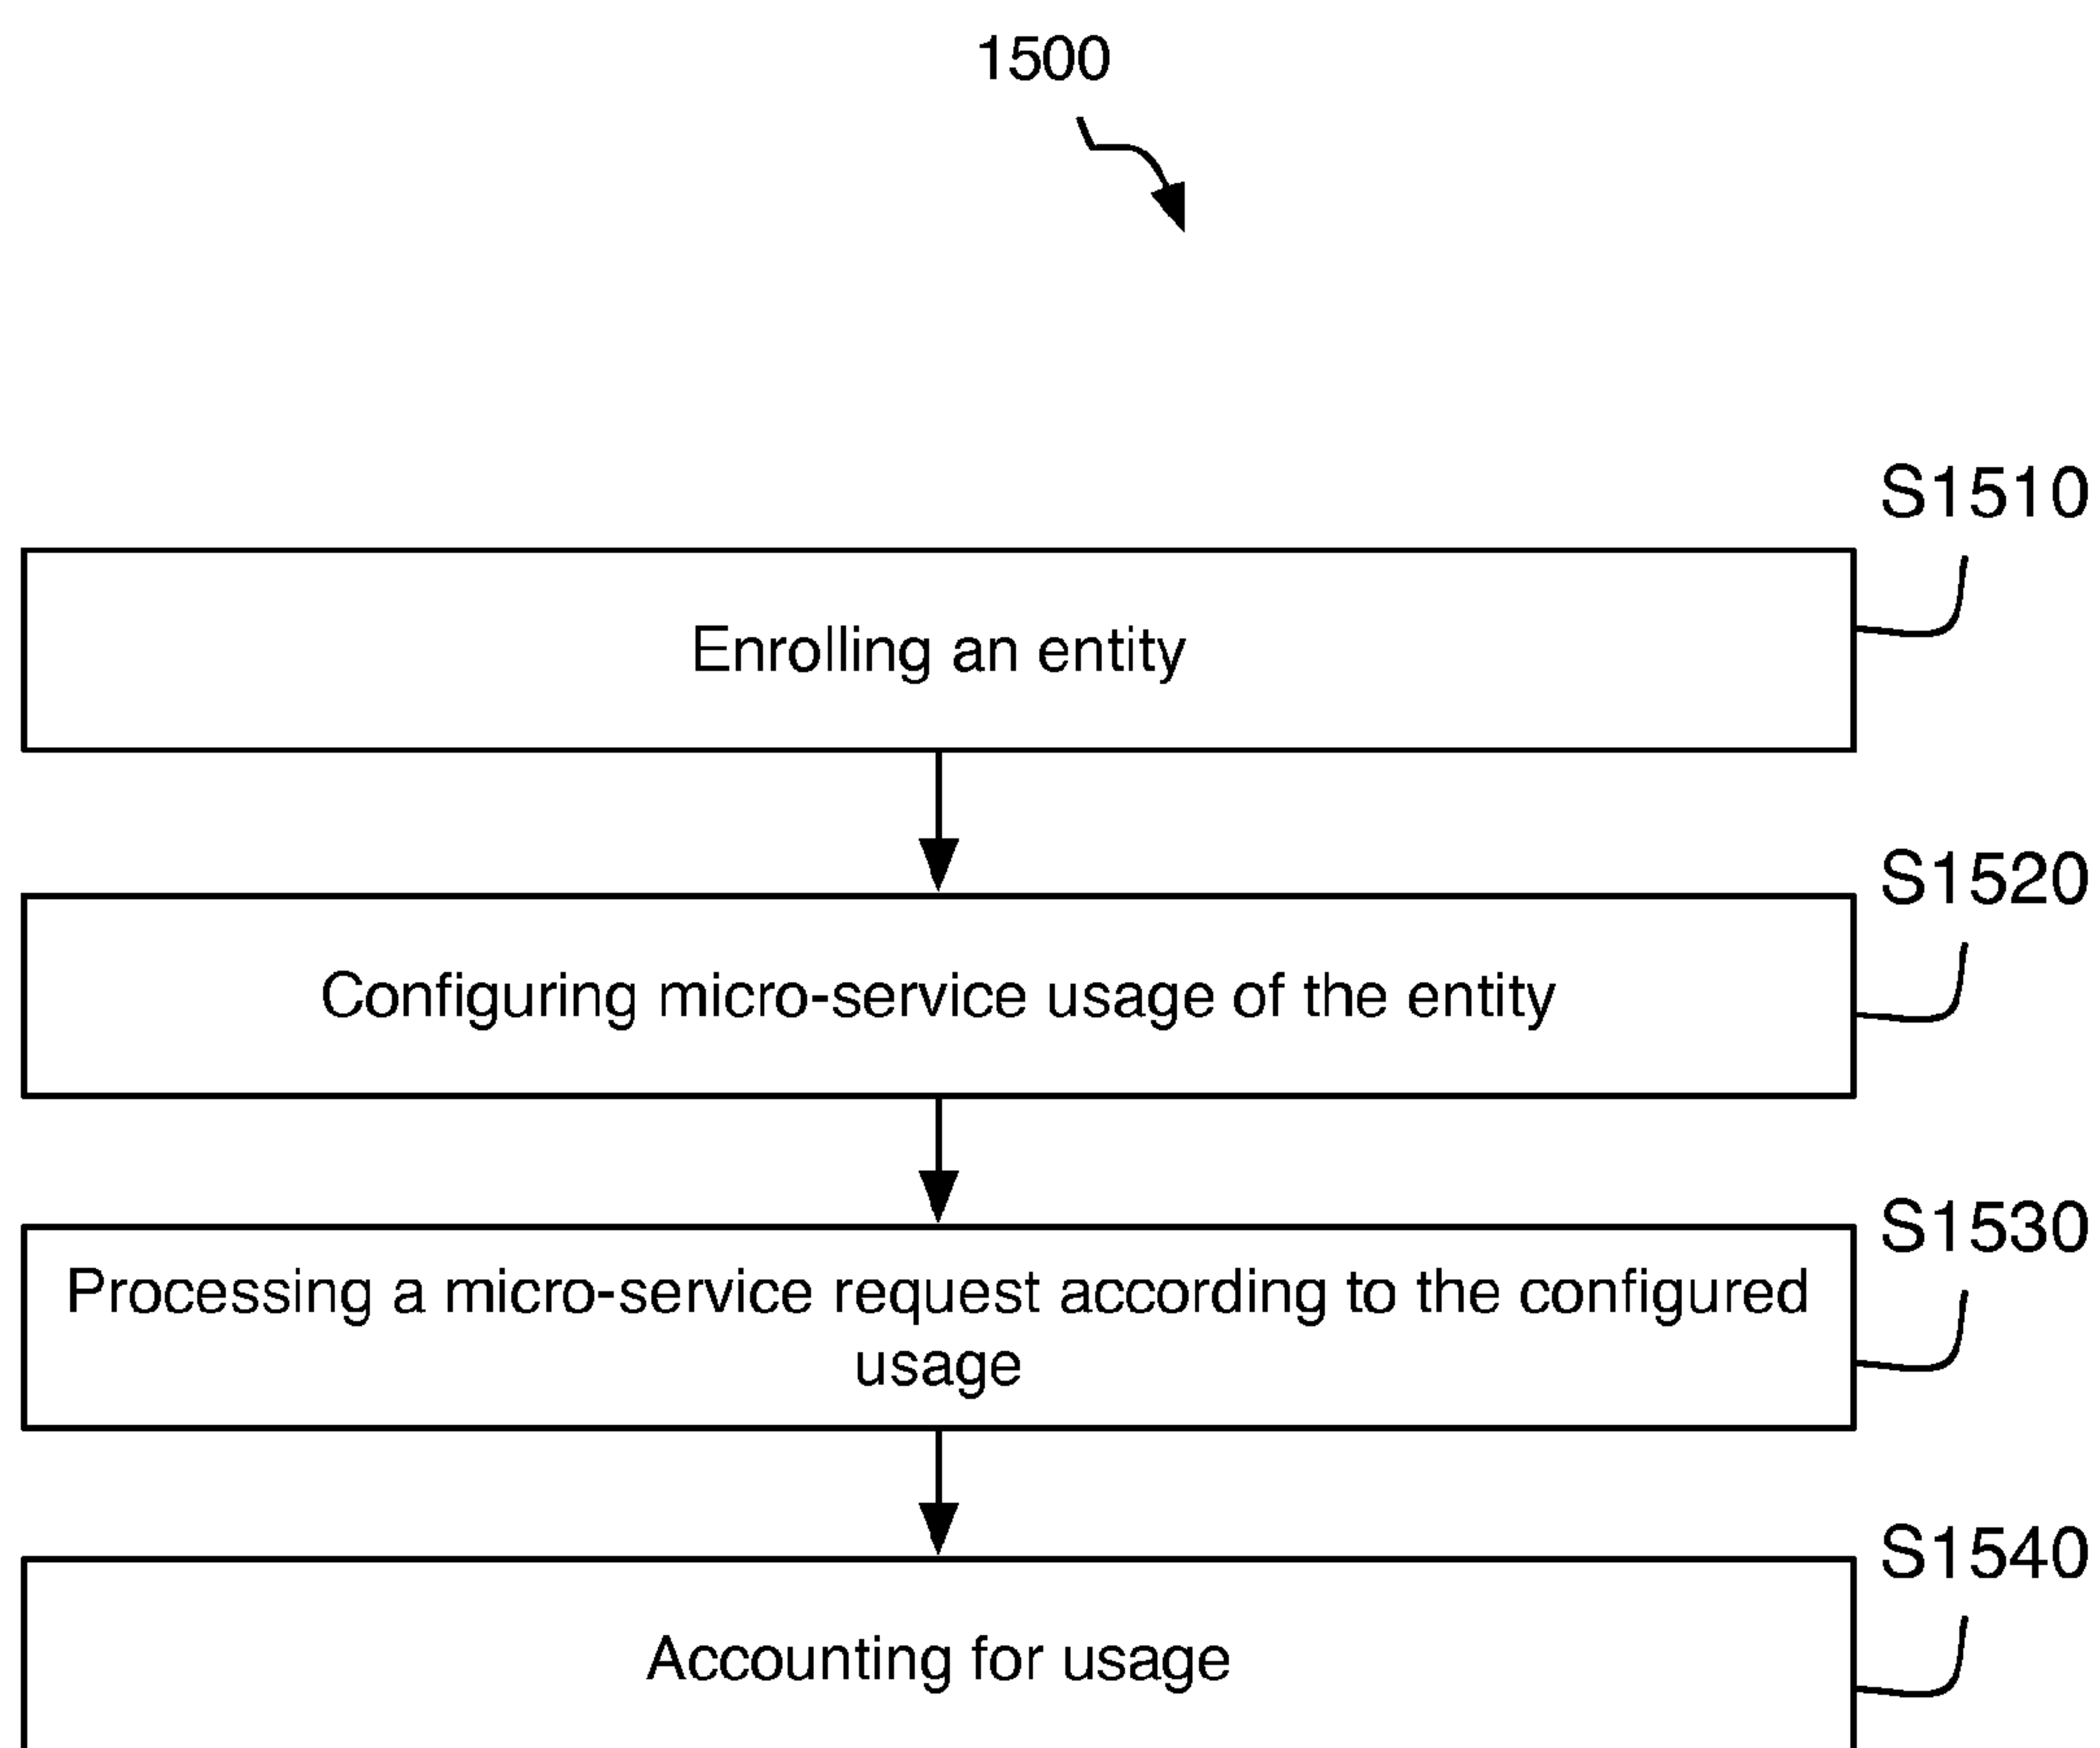 1500
S1510
Enrolling an entity
S1520
Configuring micro-service usage of the entity
S1530
Processing a micro-service request according to the configured
usage
S1540
Accounting for usage